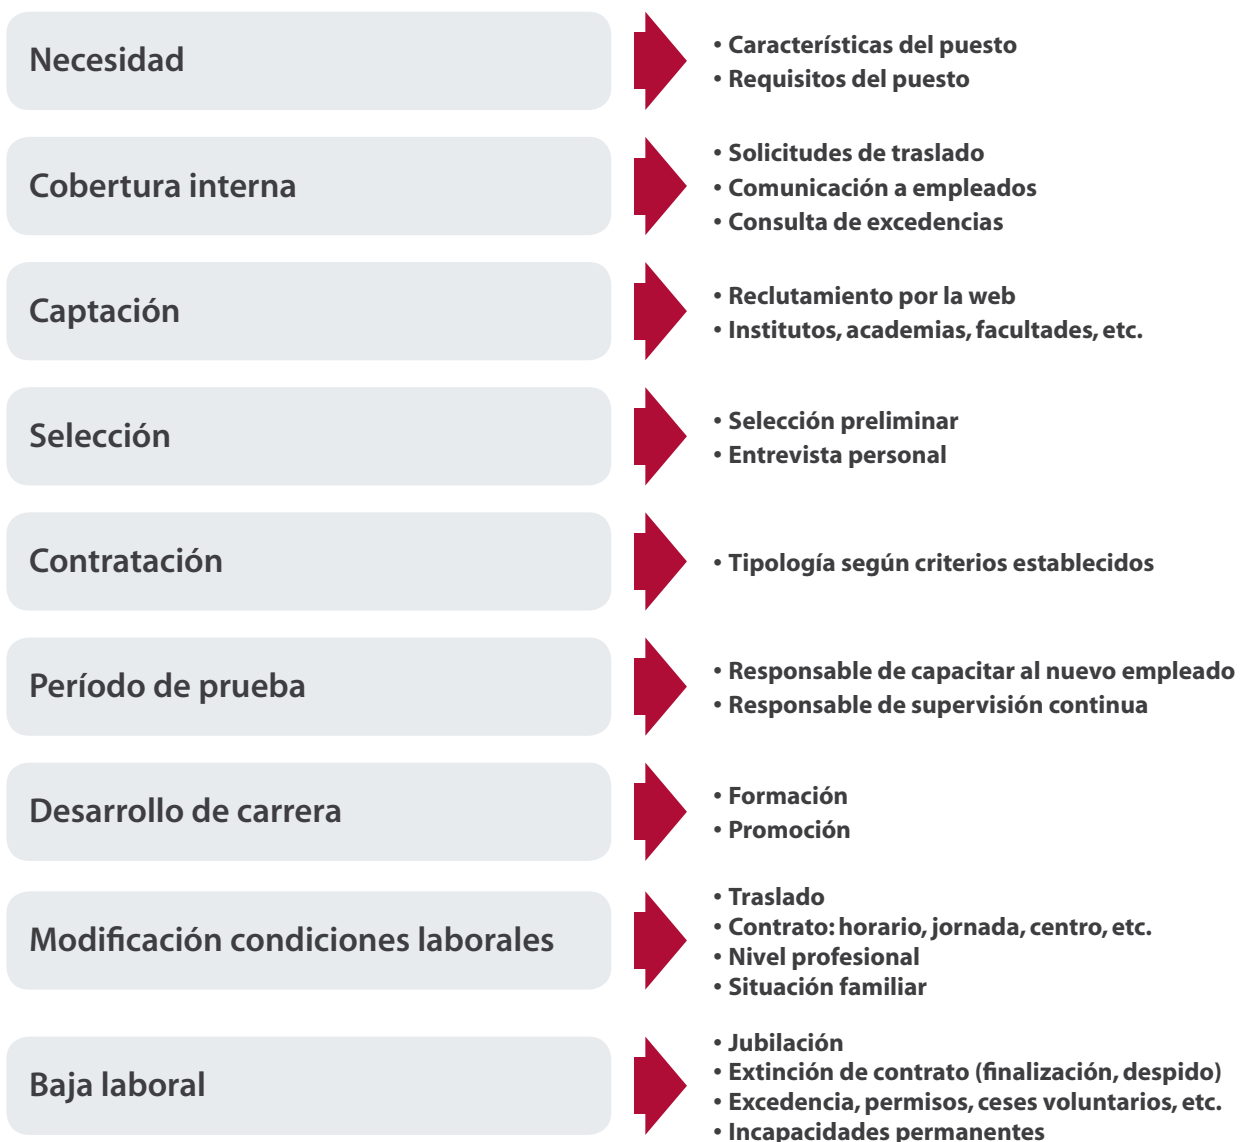 Necesidad
• Características del puesto
• Requisitos del puesto
Cobertura interna
• Solicitudes de traslado
• Comunicación a empleados
• Consulta de excedencias
Captación
• Reclutamiento por la web
• Institutos, academias, facultades, etc.
Selección
• Selección preliminar
• Entrevista personal
Contratación
• Tipología según criterios establecidos
Período de prueba
• Responsable de capacitar al nuevo empleado
• Responsable de supervisión continua
Desarrollo de carrera
• Formación
• Promoción
Modificación condiciones laborales
• Traslado
• Contrato: horario, jornada, centro, etc.
• Nivel profesional
• Situación familiar
Baja laboral
• Jubilación
• Extinción de contrato (finalización, despido)
• Excedencia, permisos, ceses voluntarios, etc.
• Incapacidades permanentes